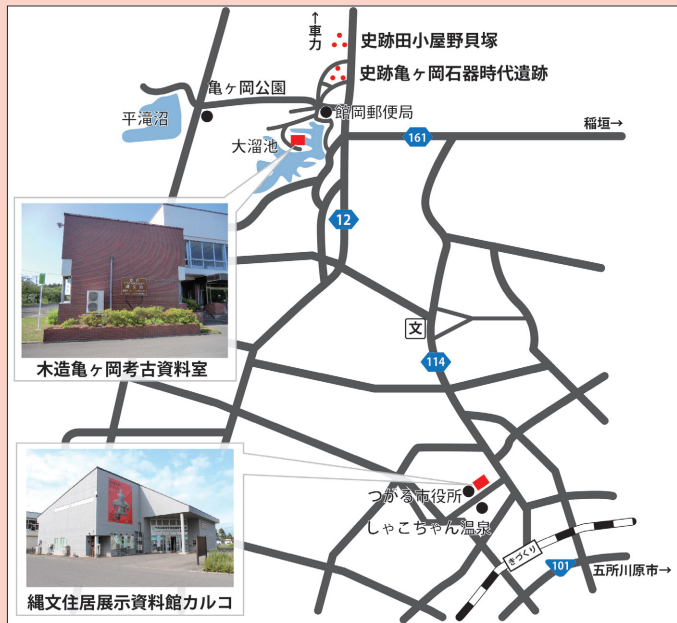 ↑車力
史跡田小屋野貝塚
史跡亀ヶ岡石器時代遺跡
亀ヶ岡公園
平滝沼
館岡郵便局
大溜池
稲垣→
161
12
木造亀ヶ岡考古資料室
文
114
つがる市役所
しゃこちゃん温泉
縄文住居展示資料館カルコ
きづくり
101
五所川原市→